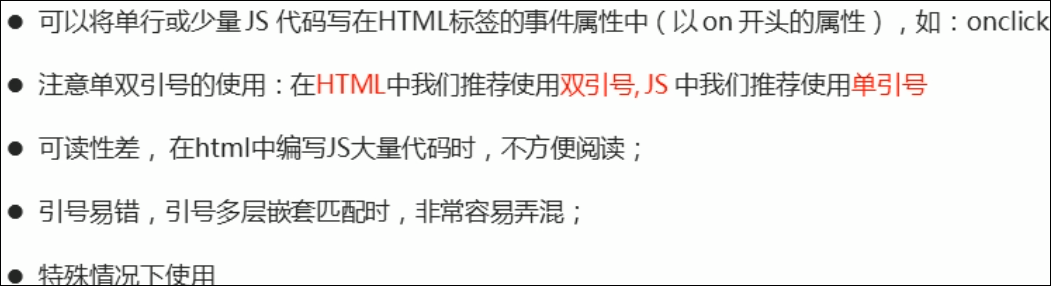 ● 可以将单行或少量 JS 代码写在HTML标签的事件属性中（以 on 开头的属性），如：onclick
● 注意单双引号的使用：在HTML中我们推荐使用双引号, JS 中我们推荐使用单引号
● 可读性差， 在html中编写JS大量代码时，不方便阅读；
● 引号易错，引号多层嵌套匹配时，非常容易弄混；
● 特殊情况下使用